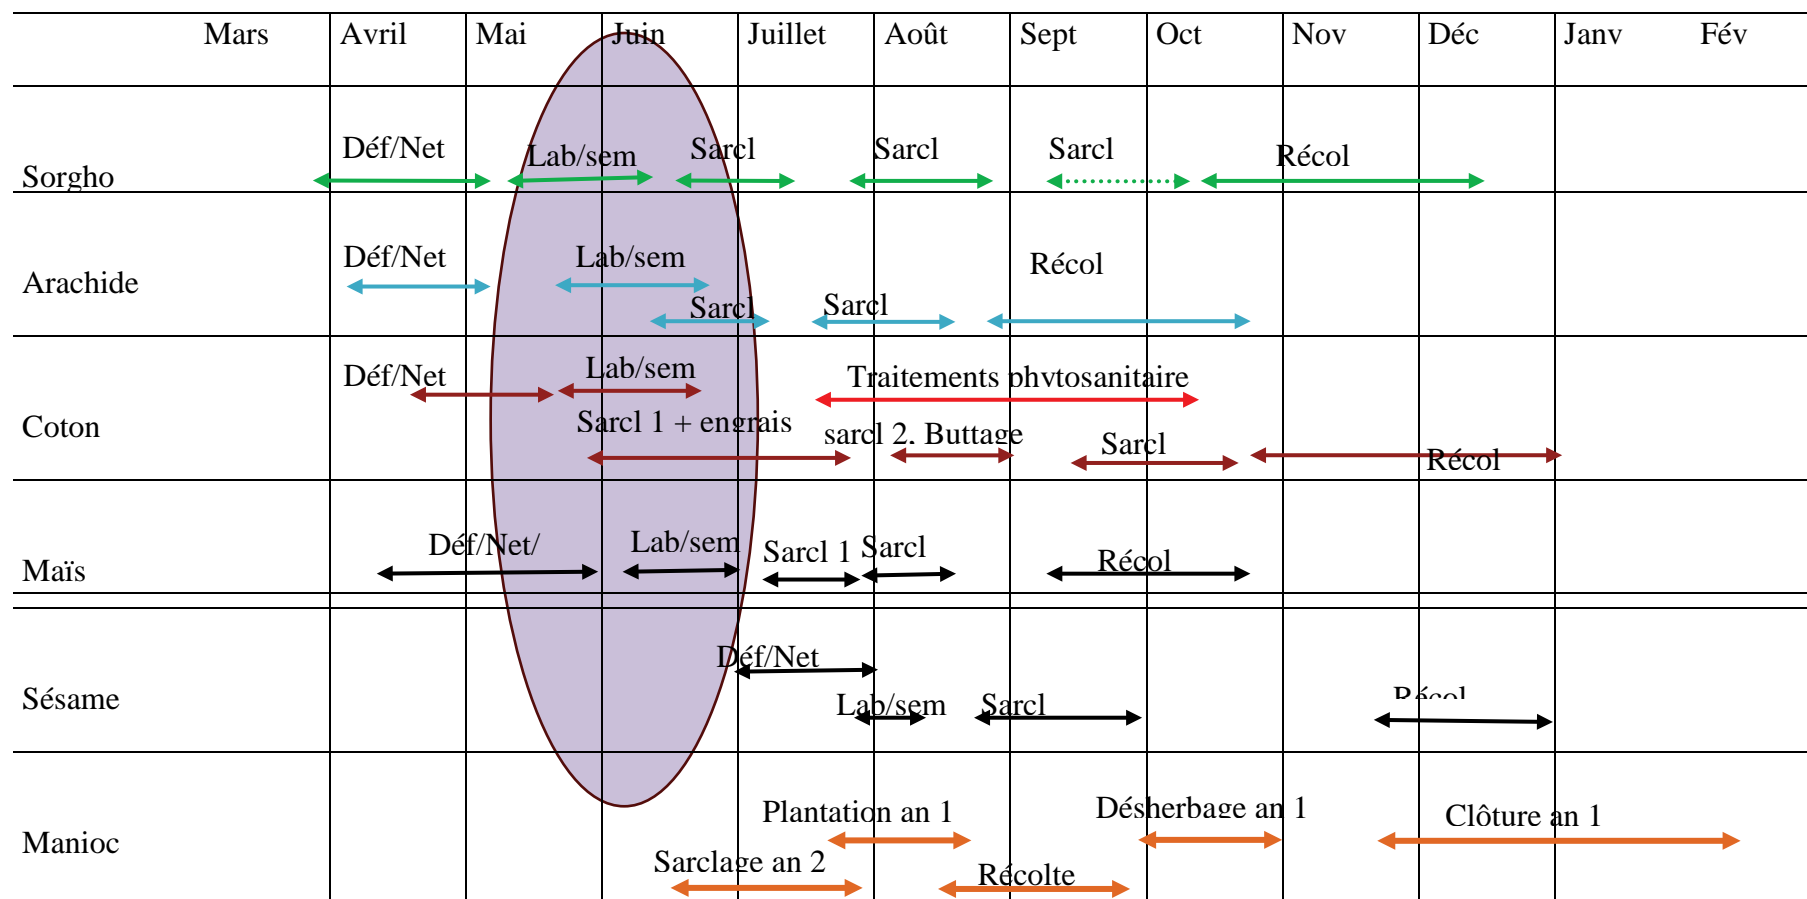 Mars Avril Mai Juin Juillet Août Sept Oct Nov Déc Janv Fév
Déf/Net Lab/sem Sarcl Sarcl Sarcl Récol
Sorgho
Déf/Net Lab/sem Récol
Arachide
Sarcl Sarcl
Déf/Net Lab/sem Traitements phytosanitaire
Sarcl 1 + engrais sarcl 2, Buttage
Coton
Sarcl Récol
Déf/Net/ Lab/sem Sarcl 1 Sarcl Récol
Maïs
Déf/Net
Sésame
Lab/sem Sarcl Récol
Plantation an 1 Désherbage an 1 Clôture an 1
Manioc
Sarclage an 2 Récolte